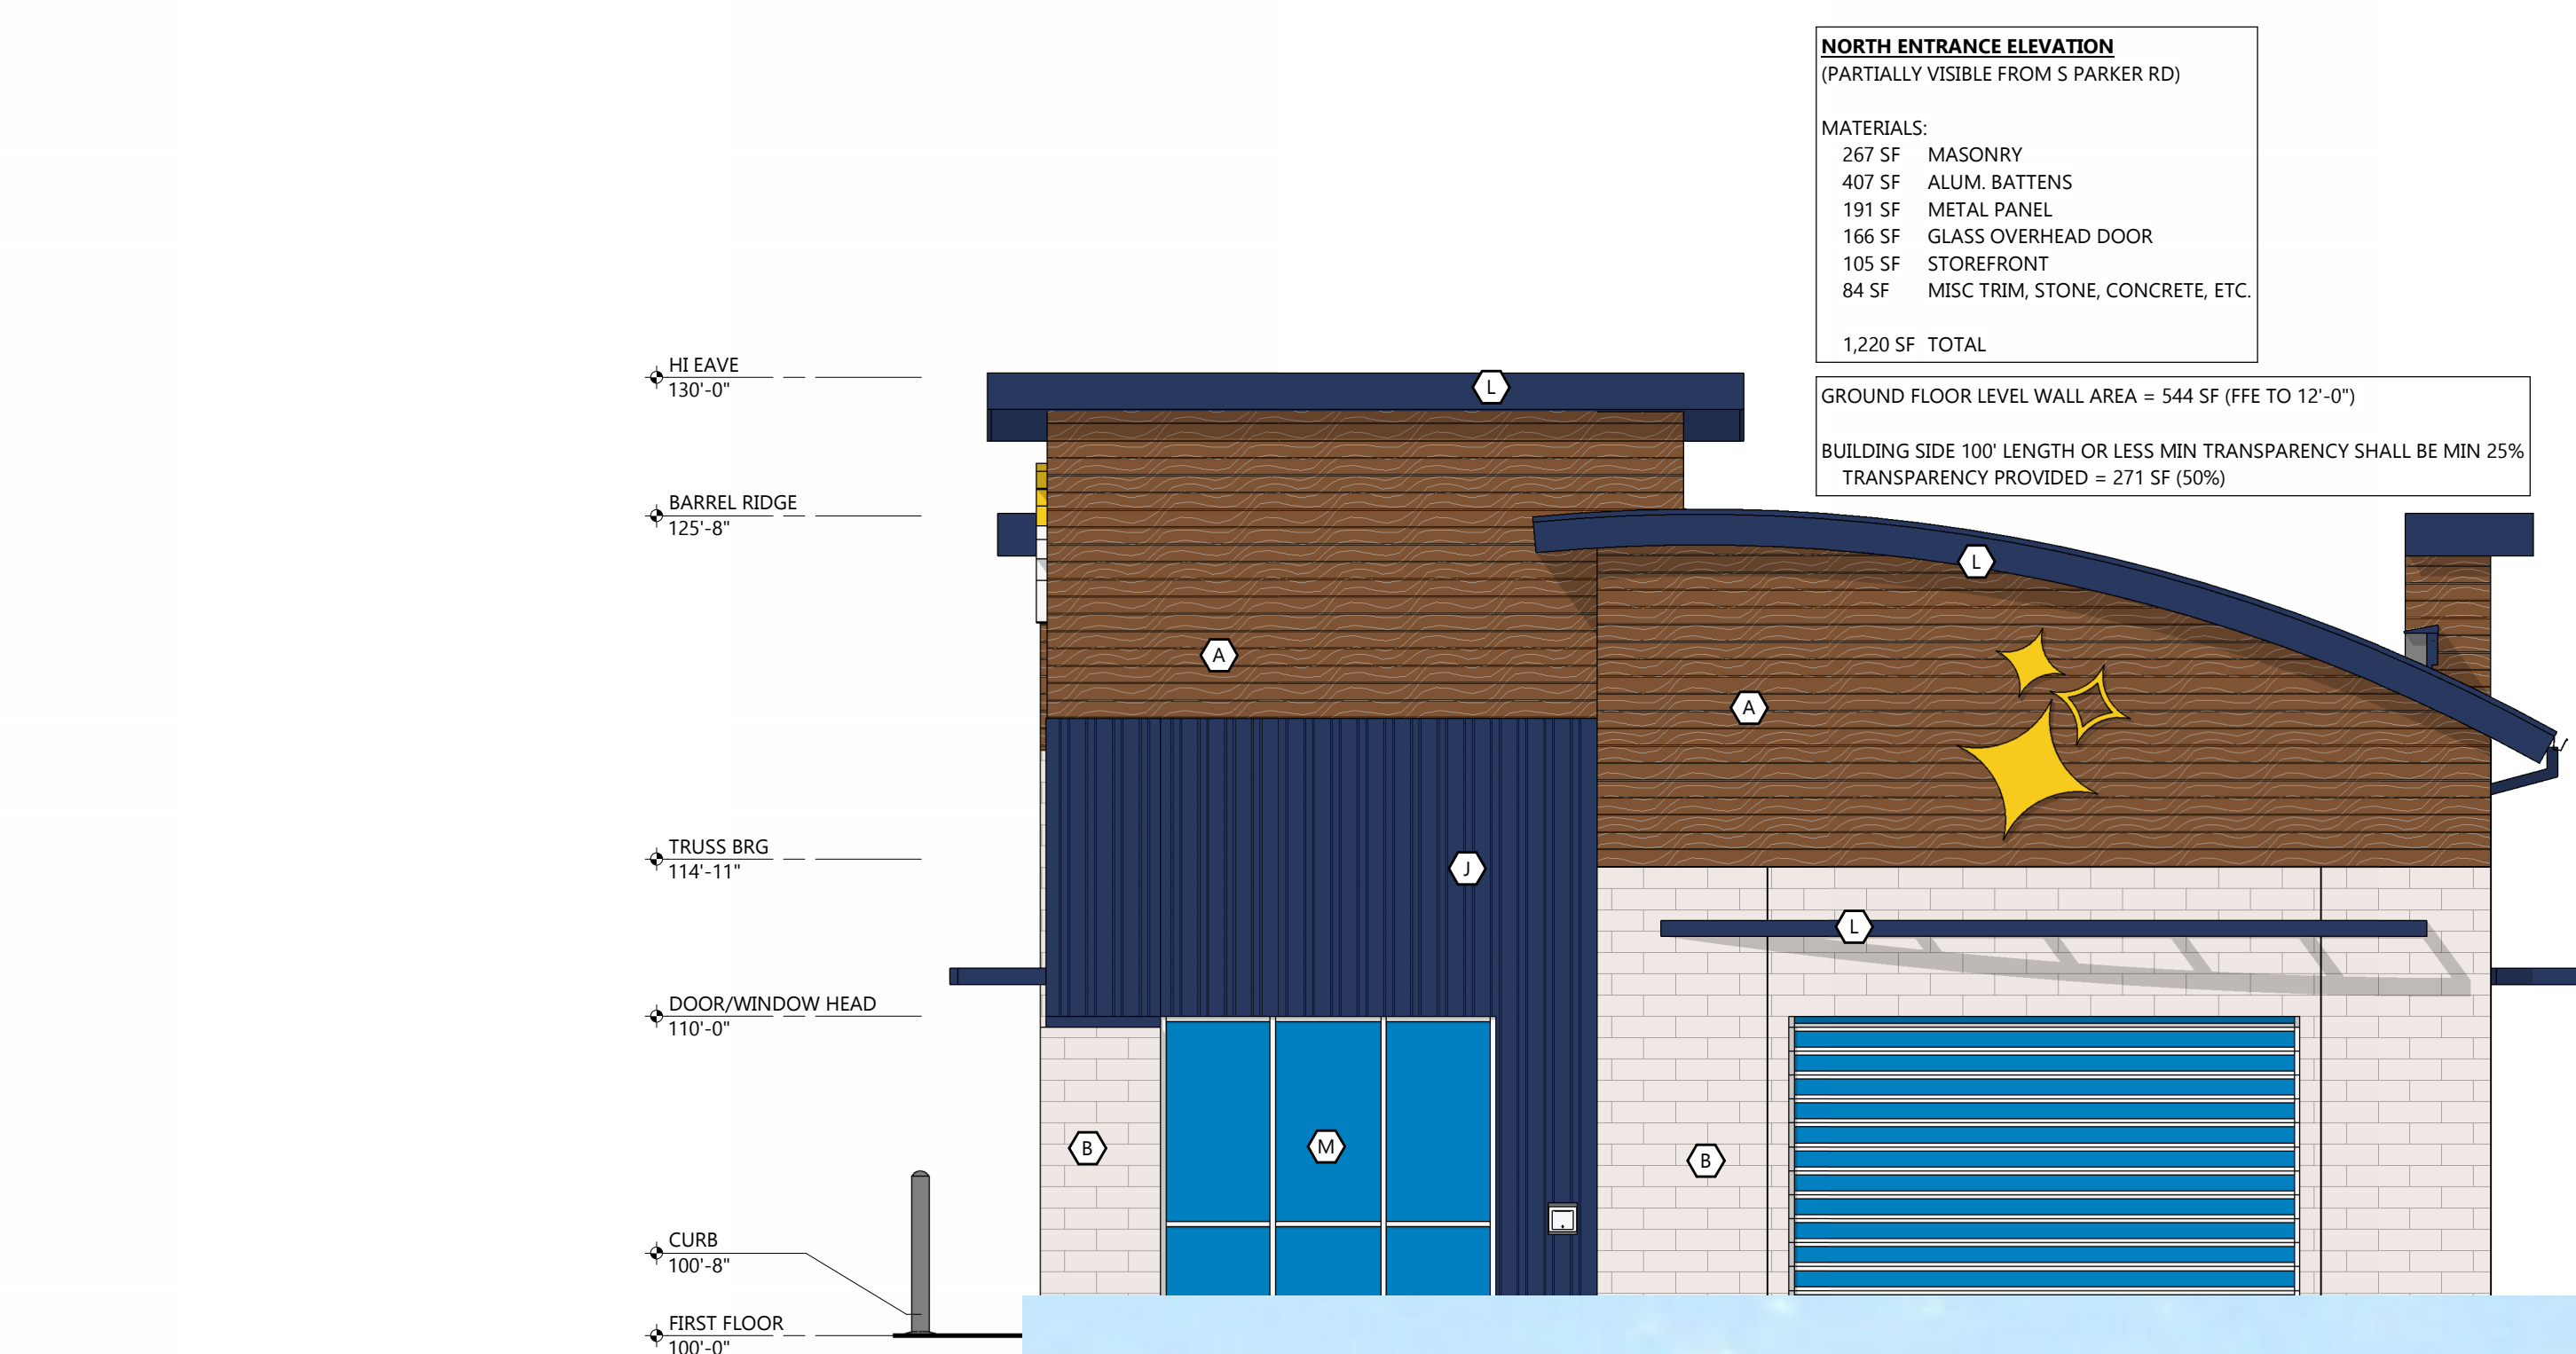 NORTH ENTRANCE ELEVATION
(PARTIALLY VISIBLE FROM S PARKER RD)
MATERIALS:
267 SF MASONRY
407 SF ALUM. BATTENS
191 SF METAL PANEL
166 SF GLASS OVERHEAD DOOR
105 SF STOREFRONT
84 SF MISC TRIM, STONE, CONCRETE, ETC.
1,220 SF TOTAL
GROUND FLOOR LEVEL WALL AREA = 544 SF (FFE TO 12'-0")
BUILDING SIDE 100' LENGTH OR LESS MIN TRANSPARENCY SHALL BE MIN 25%
TRANSPARENCY PROVIDED = 271 SF (50%)
HI EAVE
130'-0"
L
BARREL RIDGE
125'-8"
L
A
A
TRUSS BRG
114'-11"
J
L
DOOR/WINDOW HEAD
110'-0"
B
M
B
CURB
100'-8"
FIRST FLOOR
100'-0"